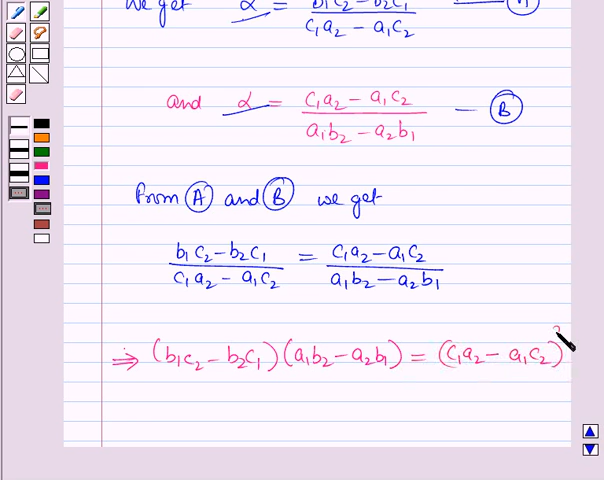 We get α = b₁c₂ − b₂c₁ / c₁a₂ − a₁c₂ — Ⓐ
and α = c₁a₂ − a₁c₂ / a₁b₂ − a₂b₁ — Ⓑ
From Ⓐ and Ⓑ we get
b₁c₂ − b₂c₁ / c₁a₂ − a₁c₂ = c₁a₂ − a₁c₂ / a₁b₂ − a₂b₁
⇒ (b₁c₂ − b₂c₁)(a₁b₂ − a₂b₁) = (c₁a₂ − a₁c₂)²